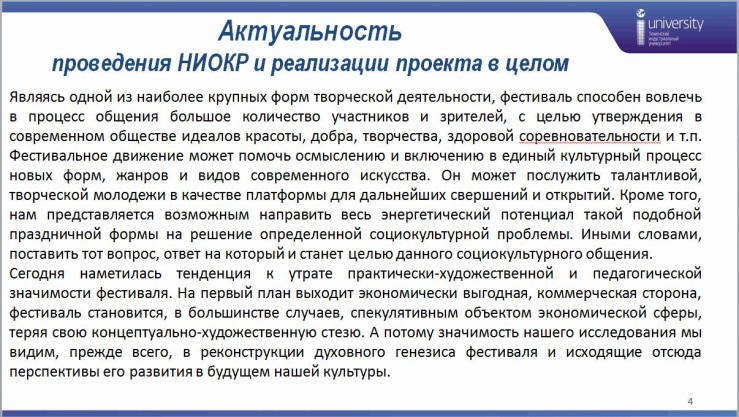 Актуальность
проведения НИОКР и реализации проекта в целом
university
Тюменский
индустриальный
университет
Являясь одной из наиболее крупных форм творческой деятельности, фестиваль способен вовлечь
в процесс общения большое количество участников и зрителей, с целью утверждения в
современном обществе идеалов красоты, добра, творчества, здоровой соревновательности и т.п.
Фестивальное движение может помочь осмыслению и включению в единый культурный процесс
новых форм, жанров и видов современного искусства. Он может послужить талантливой,
творческой молодежи в качестве платформы для дальнейших свершений и открытий. Кроме того,
нам представляется возможным направить весь энергетический потенциал такой подобной
праздничной формы на решение определенной социокультурной проблемы. Иными словами,
поставить тот вопрос, ответ на который и станет целью данного социокультурного общения.
Сегодня наметилась тенденция к утрате практически-художественной и педагогической
значимости фестиваля. На первый план выходит экономически выгодная, коммерческая сторона,
фестиваль становится, в большинстве случаев, спекулятивным объектом экономической сферы,
теряя свою концептуально-художественную стезю. А потому значимость нашего исследования мы
видим, прежде всего, в реконструкции духовного генезиса фестиваля и исходящие отсюда
перспективы его развития в будущем нашей культуры.
4